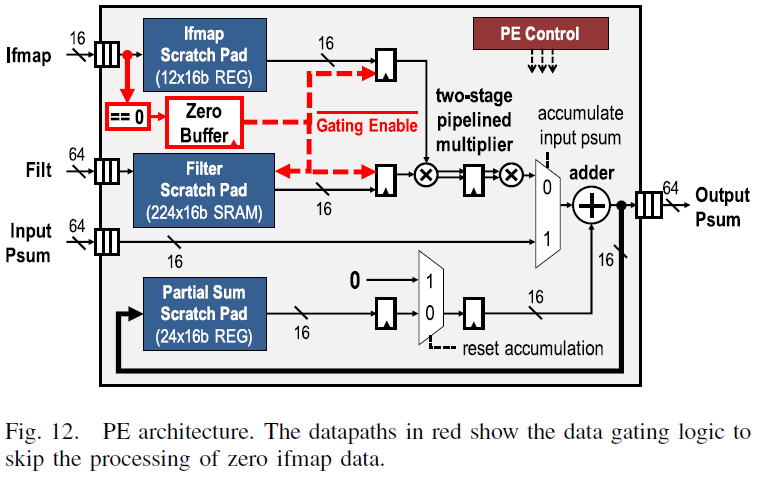 Ifmap
16
Ifmap
Scratch Pad
(12x16b REG)
16
PE Control
== 0
Zero
Buffer
Gating Enable
two-stage
pipelined
multiplier
accumulate
input psum
Filt
64
Filter
Scratch Pad
(224x16b SRAM)
16
0
1
adder
64
Output
Psum
Input
Psum
64
16
16
0
1
0
Partial Sum
Scratch Pad
(24x16b REG)
16
16
reset accumulation
Fig. 12. PE architecture. The datapaths in red show the data gating logic to
skip the processing of zero ifmap data.